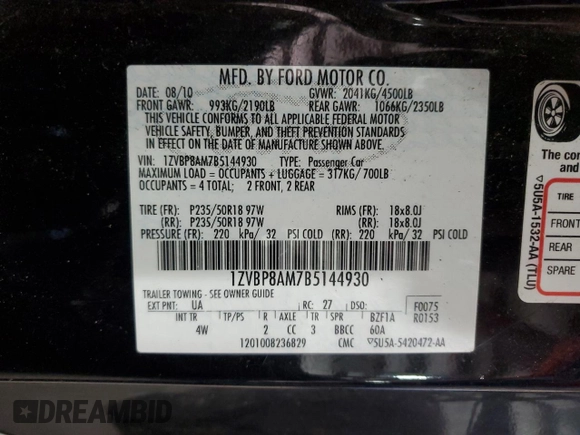 MFD. BY FORD MOTOR CO.
DATE: 08/10 GVWR: 2041KG/4500LB
FRONT GAWR: 993KG/2190LB REAR GAWR: 1066KG/2350LB
THIS VEHICLE CONFORMS TO ALL APPLICABLE FEDERAL MOTOR
VEHICLE SAFETY, BUMPER, AND THEFT PREVENTION STANDARDS
IN EFFECT ON THE DATE OF MANUFACTURE SHOWN ABOVE.
VIN: 1ZVBP8AM7B5144930 TYPE: Passenger Car
MAXIMUM LOAD = OCCUPANTS + LUGGAGE = 317KG/700LB
OCCUPANTS = 4 TOTAL; 2 FRONT, 2 REAR
TIRE (FR): P235/50R18 97W RIMS (FR): 18x8.0J
TIRE (RR): P235/50R18 97W RIMS (RR): 18x8.0J
PRESSURE (FR): 220 kPa/ 32 PSI COLD (RR): 220 kPa/ 32 PSI COLD
1ZVBP8AM7B5144930
TRAILER TOWING - SEE OWNER GUIDE
EXT PNT: UA RC: 27 DSO: F0075
INT TR TP/PS R AXLE TR SPR BZF1A R0153
4W 2 CC 3 BBCC 60A
1201008236829 CMC ▽5U5A-5420472-AA
The con
and
TIRE
FRONT
REAR
SPARE
▽5U5A-1532-AA (TLU)
DREAMBID